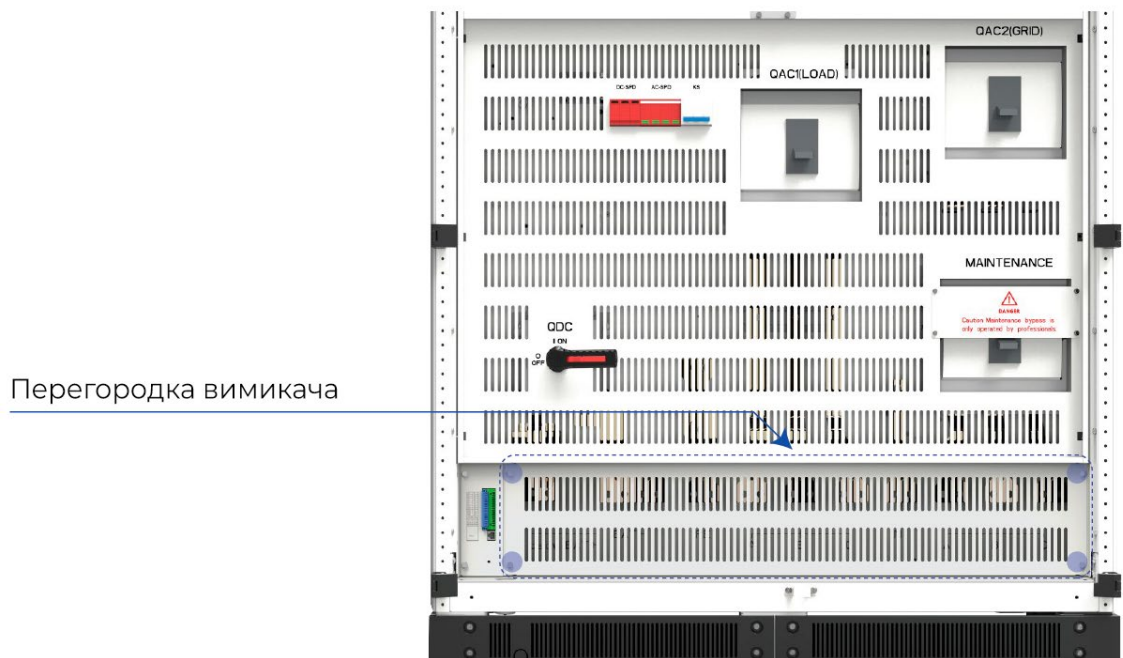 QAC2(GRID)
QAC1(LOAD)
DC-SPD AC-SPD K5
MAINTENANCE
DANGER
Caution Maintenance bypass is
only operated by professionals
QDC
I ON
O
OFF
Перегородка вимикача